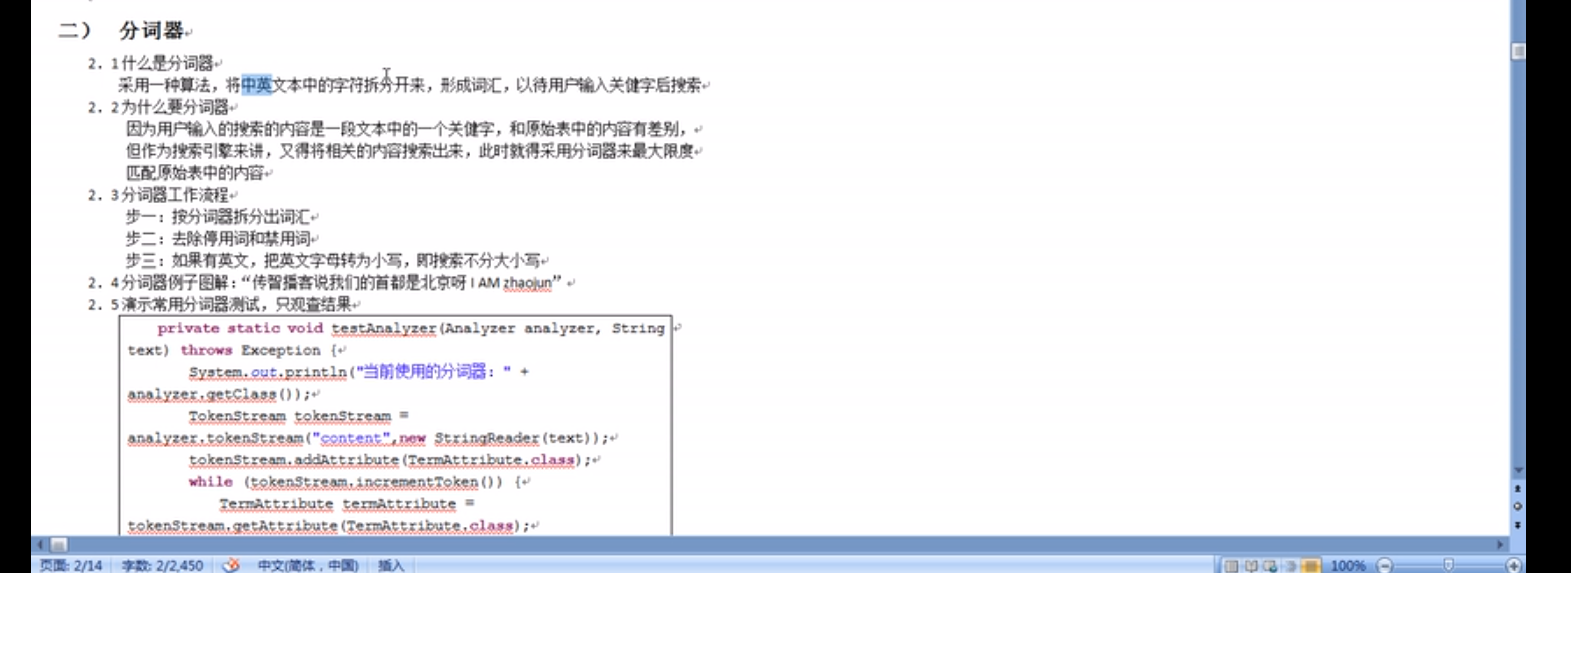 二） 分词器
2. 1什么是分词器
采用一种算法，将中英文本中的字符拆分开来，形成词汇，以待用户输入关健字后搜索
2. 2为什么要分词器
因为用户输入的搜索的内容是一段文本中的一个关健字，和原始表中的内容有差别，
但作为搜索引擎来讲，又得将相关的内容搜索出来，此时就得采用分词器来最大限度
匹配原始表中的内容
2. 3分词器工作流程
步一：按分词器拆分出词汇
步二：去除停用词和禁用词
步三：如果有英文，把英文字母转为小写，即搜索不分大小写
2. 4分词器例子图解：“传智播客说我们的首都是北京呀 I AM zhaojun”
2. 5演示常用分词器测试，只观查结果
private static void testAnalyzer(Analyzer analyzer, String
text) throws Exception {
System.out.println("当前使用的分词器：" +
analyzer.getClass());
TokenStream tokenStream =
analyzer.tokenStream("content",new StringReader(text));
tokenStream.addAttribute(TermAttribute.class);
while (tokenStream.incrementToken()) {
TermAttribute termAttribute =
tokenStream.getAttribute(TermAttribute.class);
页面: 2/14 字数: 2/2,450 中文(简体，中国) 插入 100%